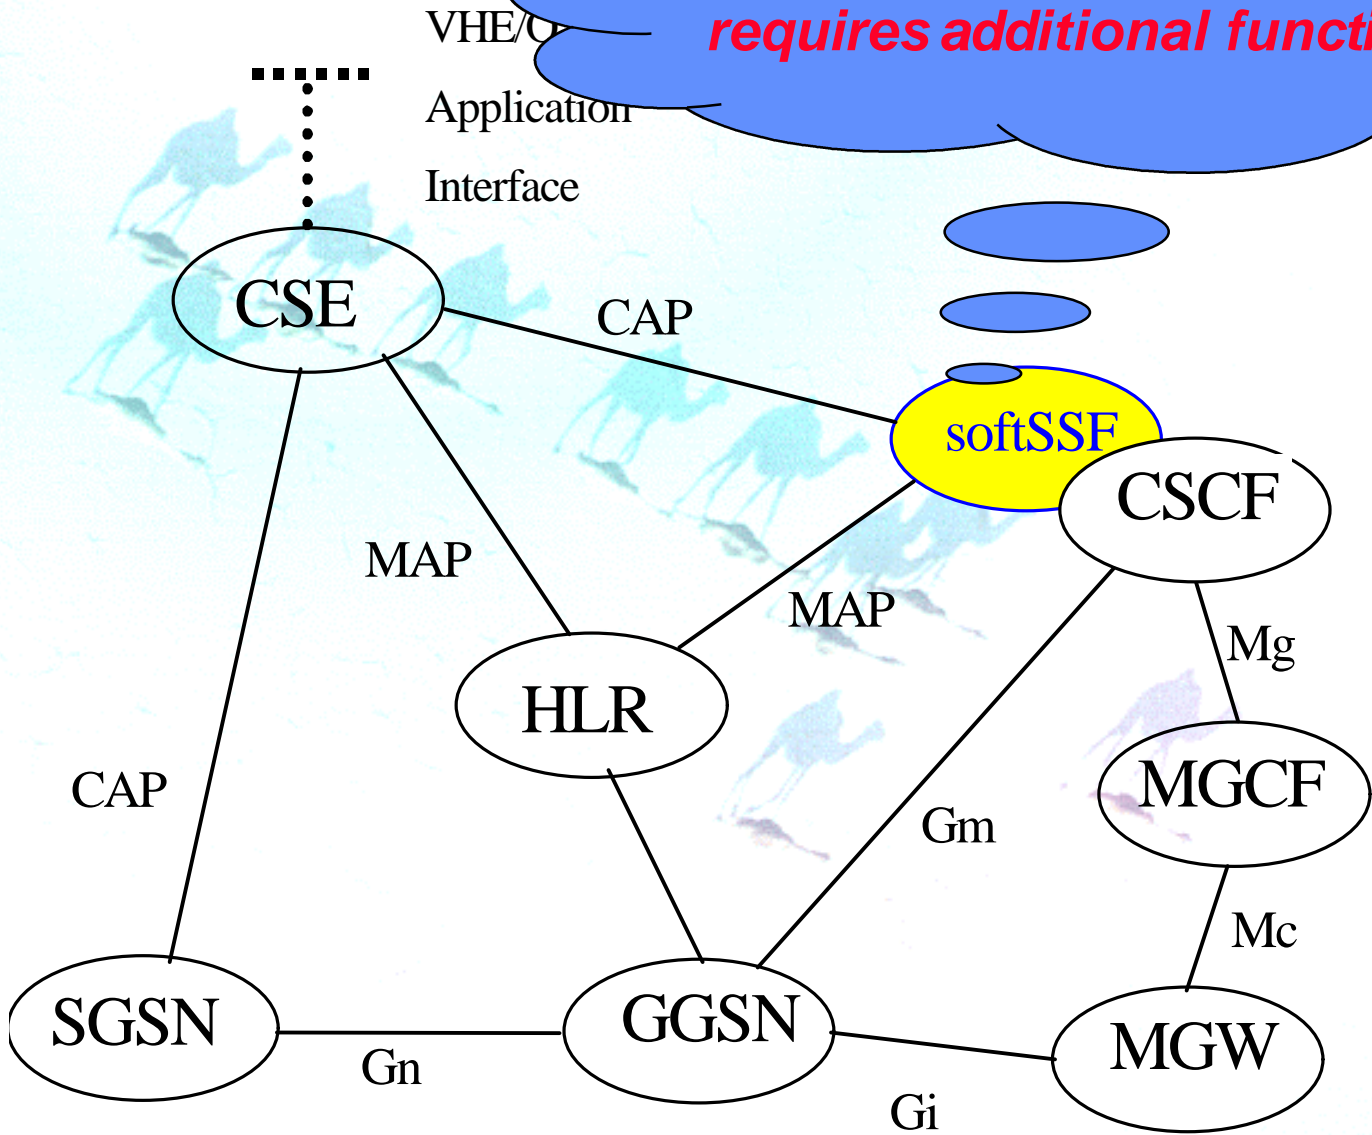 requires additional
VHE/
Application
Interface
CSE
CAP
softSSF
CSCF
MAP
MAP
Mg
HLR
MGCF
CAP
Gm
Mc
SGSN
GGSN
MGW
Gn
Gi